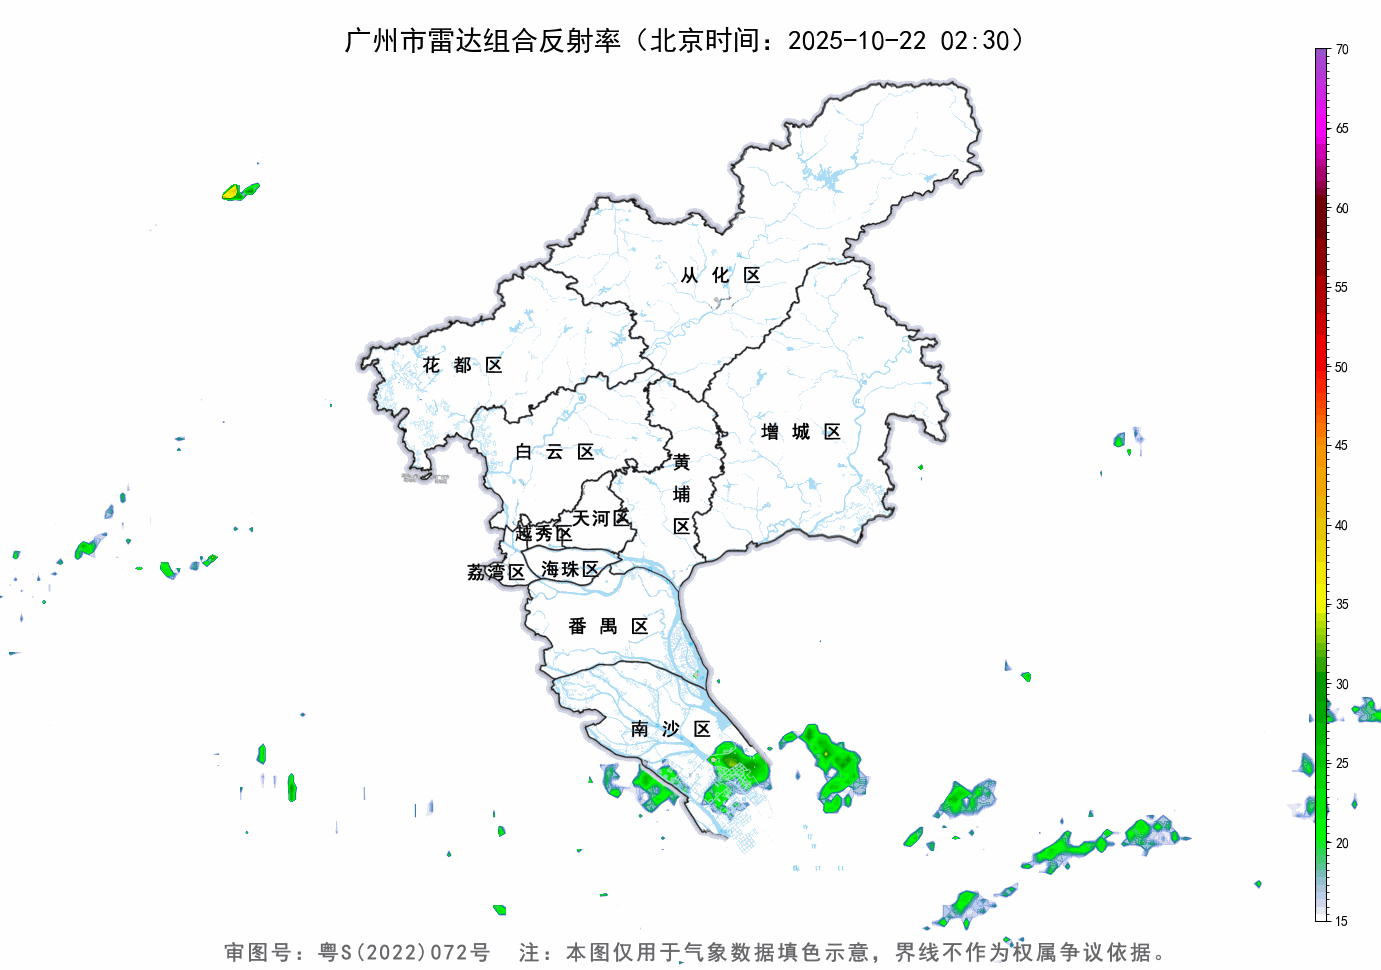 广州市雷达组合反射率（北京时间：2025-10-22 02:30）
70
65
60
55
50
45
40
35
30
25
20
15
从化区
花都区
增城区
白云区
黄埔区
天河区
越秀区
荔湾区
海珠区
番禺区
南沙区
审图号：粤S(2022)072号 注：本图仅用于气象数据填色示意，界线不作为权属争议依据。